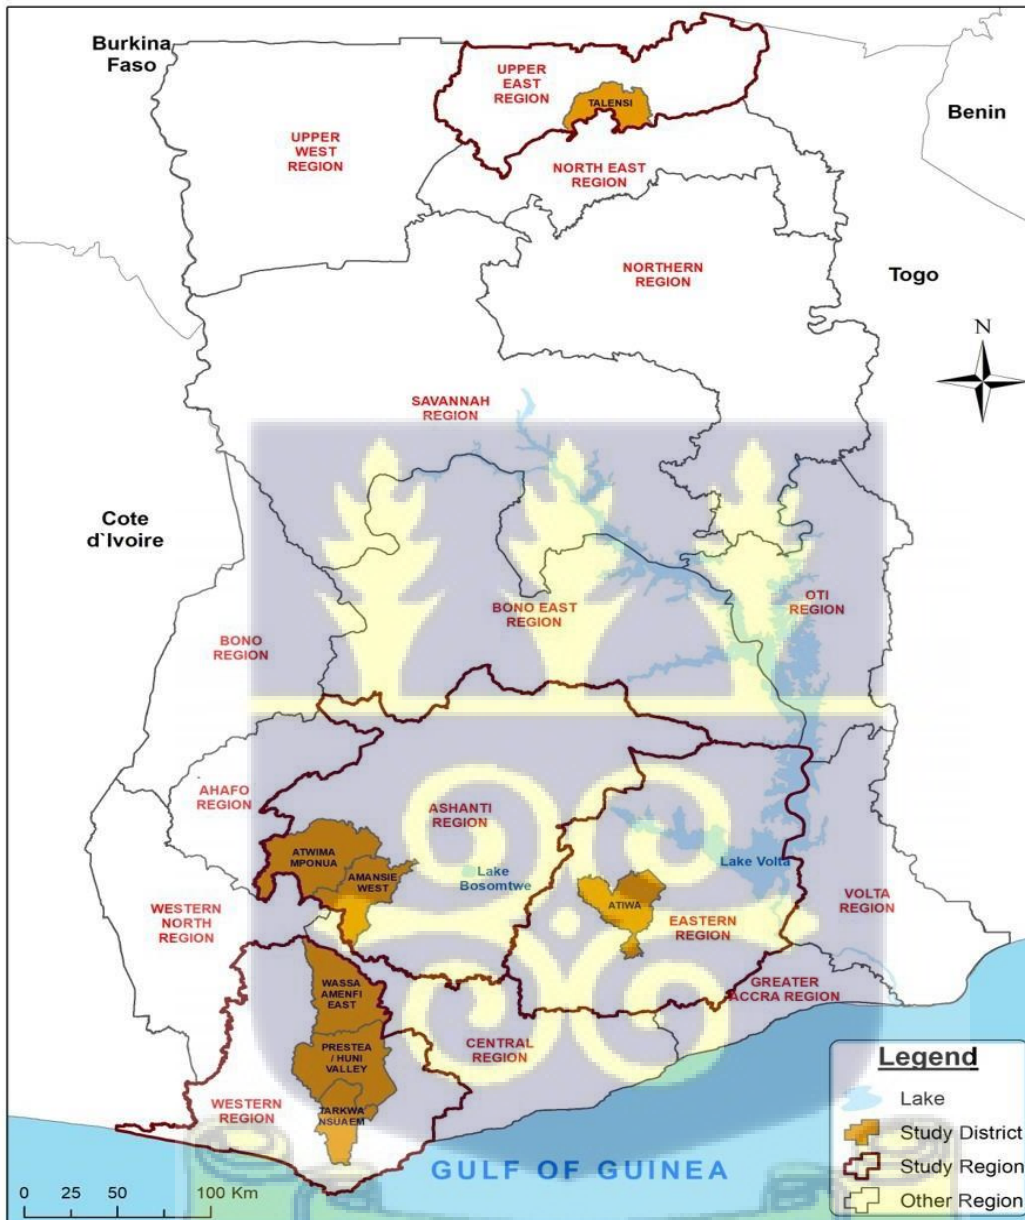 Burkina
Faso
UPPER
EAST
REGION
TALENSI
Benin
UPPER
WEST
REGION
NORTH EAST
REGION
NORTHERN
REGION
Togo
N
SAVANNAH
REGION
Cote
d`Ivoire
OTI
REGION
BONO EAST
REGION
BONO
REGION
AHAFO
REGION
ASHANTI
REGION
ATWIMA
MPONUA
AMANSIE
WEST
Lake
Bosomtwe
Lake Volta
ATIWA
VOLTA
REGION
WESTERN
NORTH
REGION
EASTERN
REGION
WASSA
AMENFI
EAST
GREATER
ACCRA REGION
PRESTEA
/ HUNI
VALLEY
CENTRAL
REGION
TARKWA
NSUAEM
WESTERN
REGION
GULF OF GUINEA
Legend
Lake
Study District
Study Region
Other Region
0 25 50 100 Km